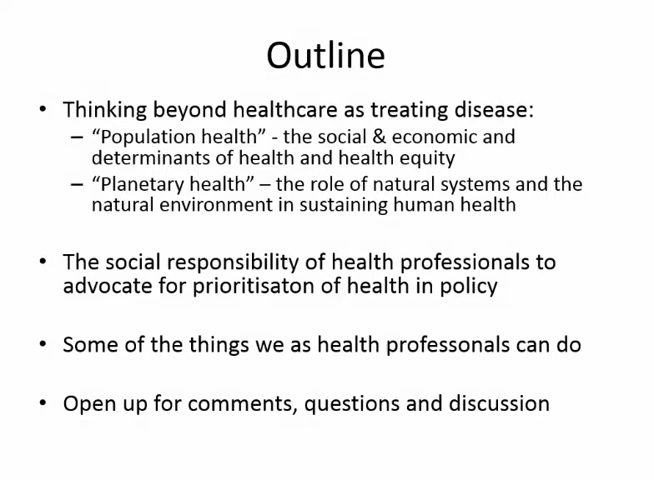 Outline
• Thinking beyond healthcare as treating disease:
– “Population health” - the social & economic and
determinants of health and health equity
– “Planetary health” – the role of natural systems and the
natural environment in sustaining human health
• The social responsibility of health professionals to
advocate for prioritisaton of health in policy
• Some of the things we as health professonals can do
• Open up for comments, questions and discussion